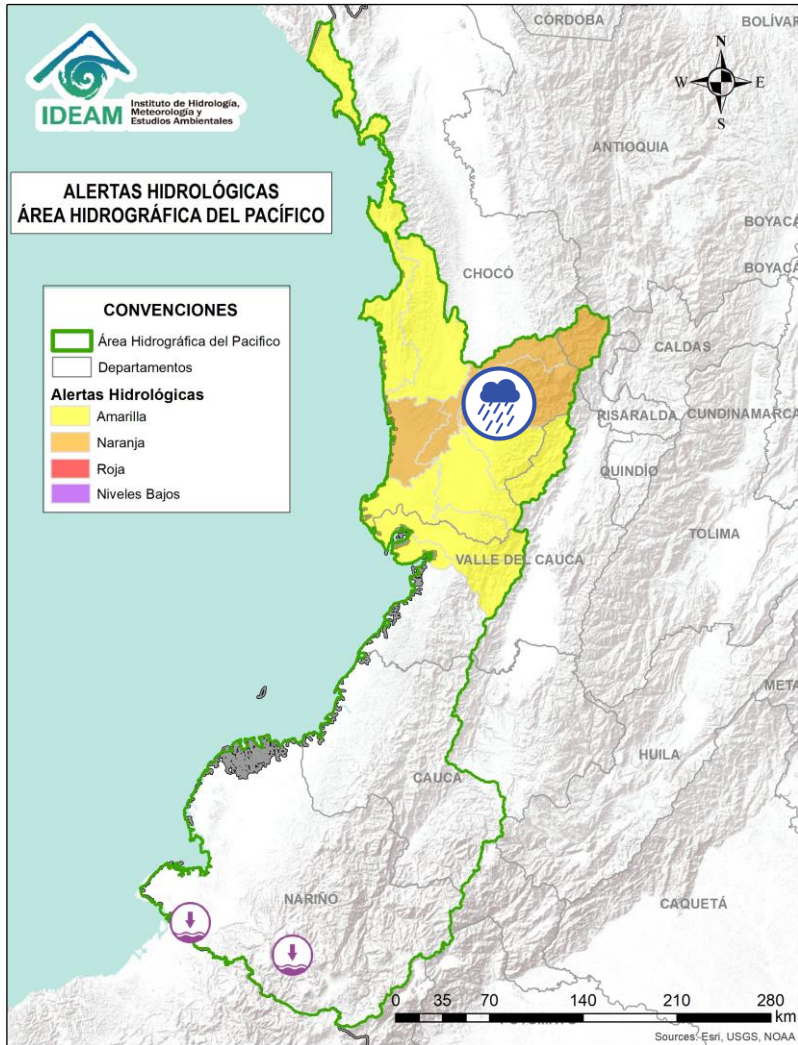 CÓRDOBA
BOLÍVAR
N
W
E
S
IDEAM
Instituto de Hidrología,
Meteorología y
Estudios Ambientales
ANTIOQUIA
ALERTAS HIDROLÓGICAS
ÁREA HIDROGRÁFICA DEL PACÍFICO
BOYACÁ
BOYACÁ
CHOCÓ
CONVENCIONES
Área Hidrográfica del Pacifico
Departamentos
Alertas Hidrológicas
Amarilla
Naranja
Roja
Niveles Bajos
CALDAS
RISARALDA
CUNDINAMARCA
QUINDÍO
TOLIMA
VALLE DEL CAUCA
META
HUILA
CAUCA
NARIÑO
CAQUETÁ
0 35 70 140 210 280
km
Sources: Esri, USGS, NOAA